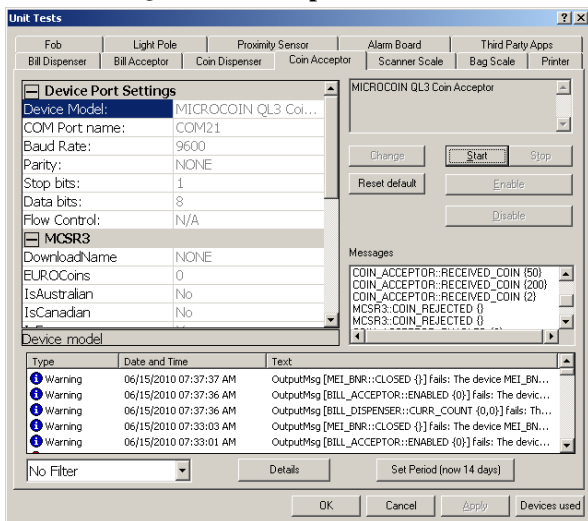 Unit Tests
Fob Light Pole Proximity Sensor Alarm Board Third Party Apps
Bill Dispenser Bill Acceptor Coin Dispenser Coin Acceptor Scanner Scale Bag Scale Printer
Device Port Settings
Device Model: MICROCOIN QL3 Coi...
COM Port name: COM21
Baud Rate: 9600
Parity: NONE
Stop bits: 1
Data bits: 8
Flow Control: N/A
MCSR3
DownloadName NONE
EUROCoins 0
IsAustralian No
IsCanadian No
Device model
MICROCOIN QL3 Coin Acceptor
Change Start Stop
Reset default Enable
Disable
Messages
COIN_ACCEPTOR::RECEIVED_COIN {50}
COIN_ACCEPTOR::RECEIVED_COIN {200}
COIN_ACCEPTOR::RECEIVED_COIN {2}
MCSR3::COIN_REJECTED {}
MCSR3::COIN_REJECTED {}
Type Date and Time Text
Warning 06/15/2010 07:37:37 AM OutputMsg [MEI_BNR::CLOSED {}] fails: The device MEI_BN...
Warning 06/15/2010 07:37:36 AM OutputMsg [BILL_ACCEPTOR::ENABLED {0}] fails: The devic...
Warning 06/15/2010 07:37:36 AM OutputMsg [BILL_DISPENSER::CURR_COUNT {0,0}] fails: Th...
Warning 06/15/2010 07:33:03 AM OutputMsg [MEI_BNR::CLOSED {}] fails: The device MEI_BN...
Warning 06/15/2010 07:33:01 AM OutputMsg [BILL_ACCEPTOR::ENABLED {0}] fails: The devic...
No Filter Details Set Period (now 14 days)
OK Cancel Apply Devices used